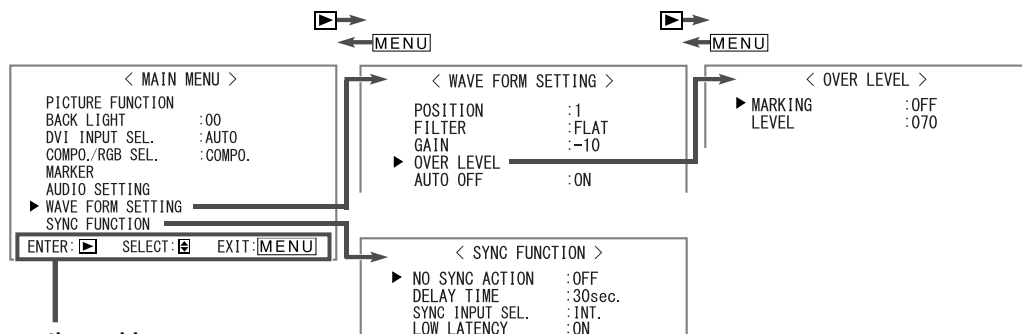 MENU
MENU
< MAIN MENU >
PICTURE FUNCTION
BACK LIGHT :00
DVI INPUT SEL. :AUTO
COMPO./RGB SEL. :COMPO.
MARKER
AUDIO SETTING
WAVE FORM SETTING
SYNC FUNCTION
ENTER: SELECT: EXIT:MENU
< WAVE FORM SETTING >
POSITION :1
FILTER :FLAT
GAIN :-10
OVER LEVEL
AUTO OFF :ON
< OVER LEVEL >
MARKING :OFF
LEVEL :070
< SYNC FUNCTION >
NO SYNC ACTION :OFF
DELAY TIME :30sec.
SYNC INPUT SEL. :INT.
LOW LATENCY :ON